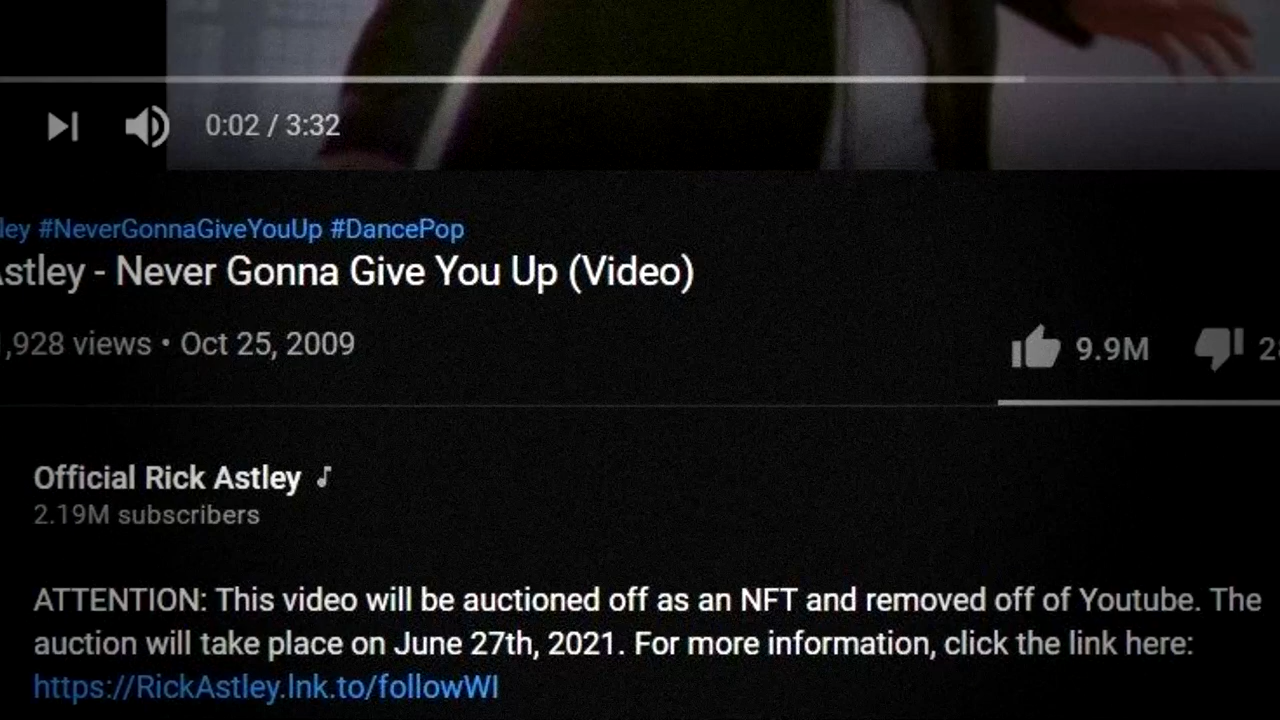 0:02 / 3:32
ley #NeverGonnaGiveYouUp #DancePop
Astley - Never Gonna Give You Up (Video)
,928 views • Oct 25, 2009
9.9M
Official Rick Astley
2.19M subscribers
ATTENTION: This video will be auctioned off as an NFT and removed off of Youtube. The
auction will take place on June 27th, 2021. For more information, click the link here:
https://RickAstley.lnk.to/followWI